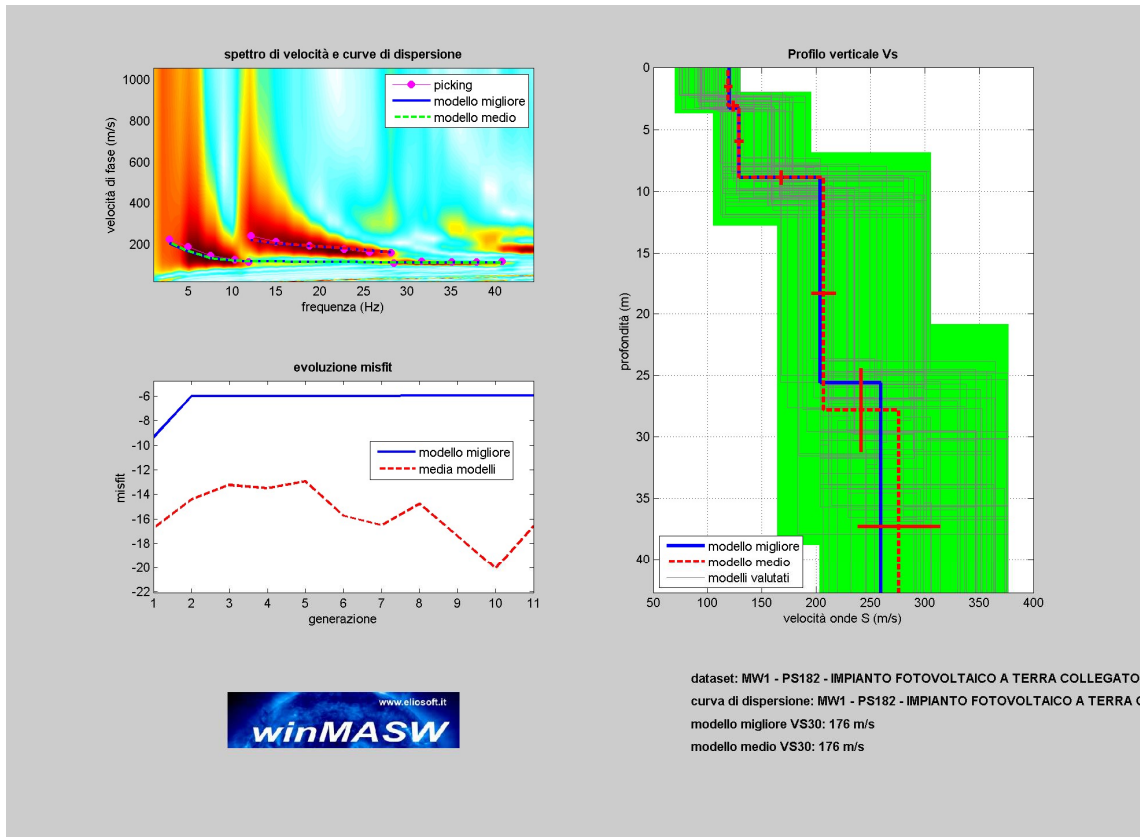 spettro di velocità e curve di dispersione
1000
800
600
400
200
velocità di fase (m/s)
picking
modello migliore
modello medio
5 10 15 20 25 30 35 40
frequenza (Hz)
evoluzione misfit
-6
-8
-10
-12
-14
-16
-18
-20
-22
misfit
modello migliore
media modelli
1 2 3 4 5 6 7 8 9 10 11
generazione
www.eliosoft.it
winMASW
Profilo verticale Vs
0
5
10
15
20
25
30
35
40
profondità (m)
modello migliore
modello medio
modelli valutati
50 100 150 200 250 300 350 400
velocità onde S (m/s)
dataset: MW1 - PS182 - IMPIANTO FOTOVOLTAICO A TERRA COLLEGATO
curva di dispersione: MW1 - PS182 - IMPIANTO FOTOVOLTAICO A TERRA
modello migliore VS30: 176 m/s
modello medio VS30: 176 m/s